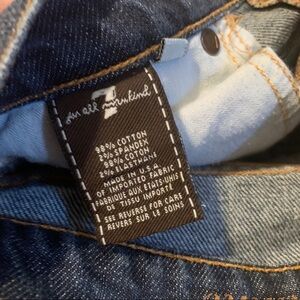 7
for all mankind
98% COTTON
2% SPANDEX
98% COTON
2% ELASTHANE
MADE IN U.S.A.
OF IMPORTED FABRIC
FABRIQUE AUX ETATS UNIS
DE TISSU IMPORTÉ
SEE REVERSE FOR CARE
REVERS SUR LE SOINS